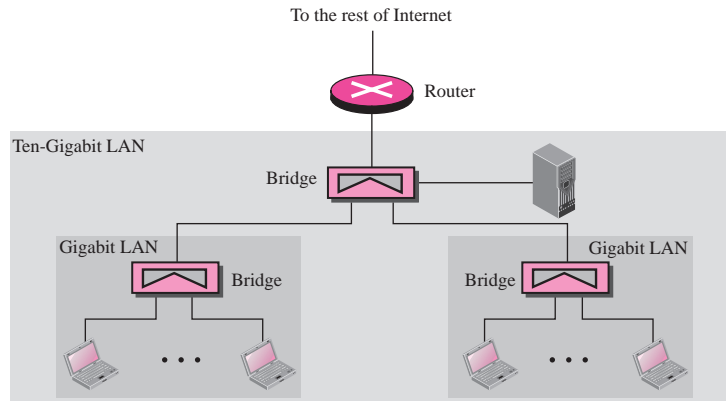 To the rest of Internet
Router
Ten-Gigabit LAN
Bridge
Gigabit LAN
Gigabit LAN
Bridge
Bridge